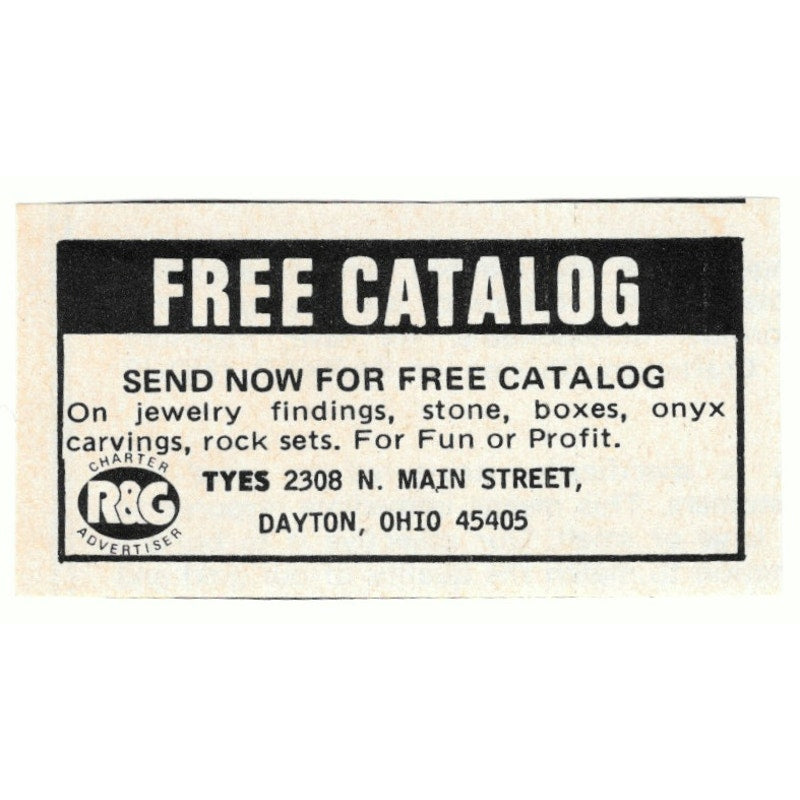 FREE CATALOG
SEND NOW FOR FREE CATALOG
On jewelry findings, stone, boxes, onyx
carvings, rock sets. For Fun or Profit.
CHARTER
R&G
ADVERTISER
TYES 2308 N. MAIN STREET,
DAYTON, OHIO 45405